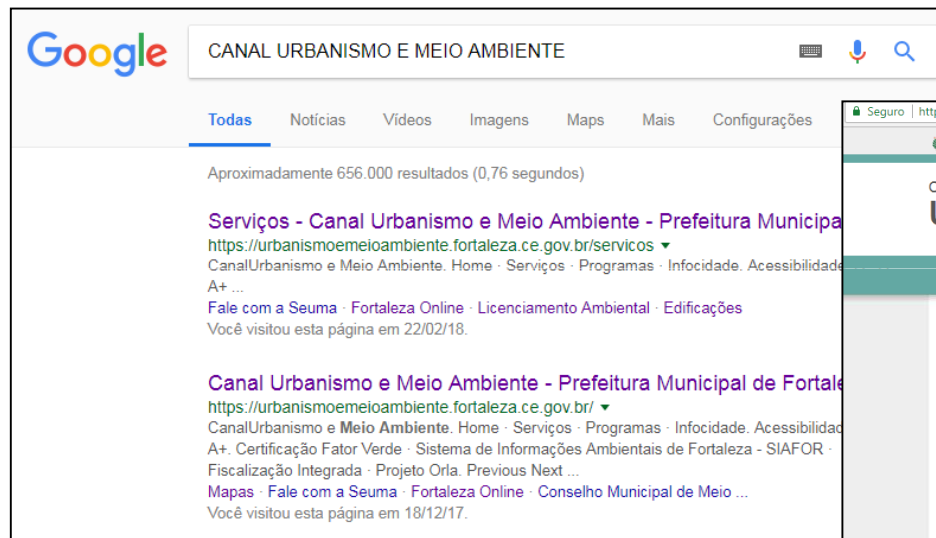 Google
CANAL URBANISMO E MEIO AMBIENTE
Todas Notícias Vídeos Imagens Maps Mais Configurações
Seguro | http
Aproximadamente 656.000 resultados (0,76 segundos)
Serviços - Canal Urbanismo e Meio Ambiente - Prefeitura Municipa
https://urbanismoemeioambiente.fortaleza.ce.gov.br/servicos
CanalUrbanismo e Meio Ambiente. Home · Serviços · Programas · Infocidade. Acessibilidade
A+ ...
Fale com a Seuma · Fortaleza Online · Licenciamento Ambiental · Edificações
Você visitou esta página em 22/02/18.
Canal Urbanismo e Meio Ambiente - Prefeitura Municipal de Fortale
https://urbanismoemeioambiente.fortaleza.ce.gov.br/
CanalUrbanismo e Meio Ambiente. Home · Serviços · Programas · Infocidade. Acessibilidad
A+. Certificação Fator Verde · Sistema de Informações Ambientais de Fortaleza - SIAFOR ·
Fiscalização Integrada · Projeto Orla. Previous Next ...
Mapas · Fale com a Seuma · Fortaleza Online · Conselho Municipal de Meio ...
Você visitou esta página em 18/12/17.